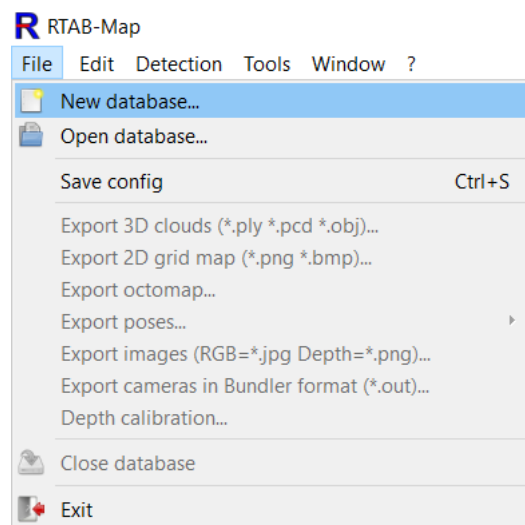 R RTAB-Map
File Edit Detection Tools Window ?
New database...
Open database...
Save config Ctrl+S
Export 3D clouds (*.ply *.pcd *.obj)...
Export 2D grid map (*.png *.bmp)...
Export octomap...
Export poses...
Export images (RGB=*.jpg Depth=*.png)...
Export cameras in Bundler format (*.out)...
Depth calibration...
Close database
Exit